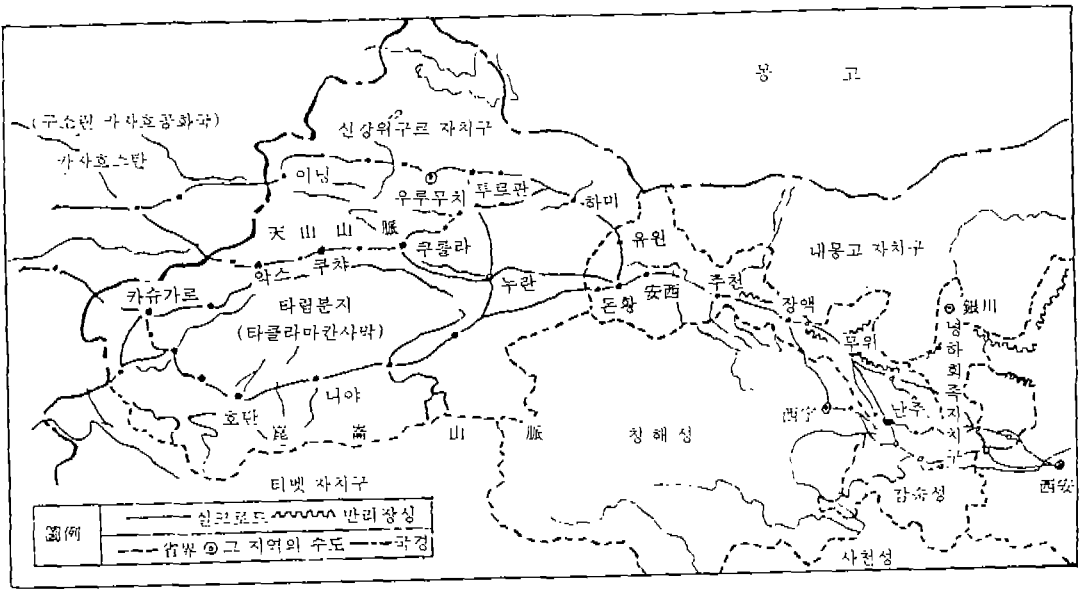 몽 고
(구소련 카자흐공화국)
신강위구르 자치구
카자흐스탄
이닝
우루무치
투르판
하미
天 山 山 脈
쿠쨔
쿠롤라
악스
누란
유원
내몽고 자치구
카슈가르
타림분지
(타클라마칸사막)
돈황
安西
주천
장액
무위
銀川
영하회족자치구
호탄
니야
崑 崙 山 脈
청해성
西宁
난주
西安
감숙성
사천성
티벳 자치구
圖例
실크로드
만리장성
省界
그 지역의 수도
국경